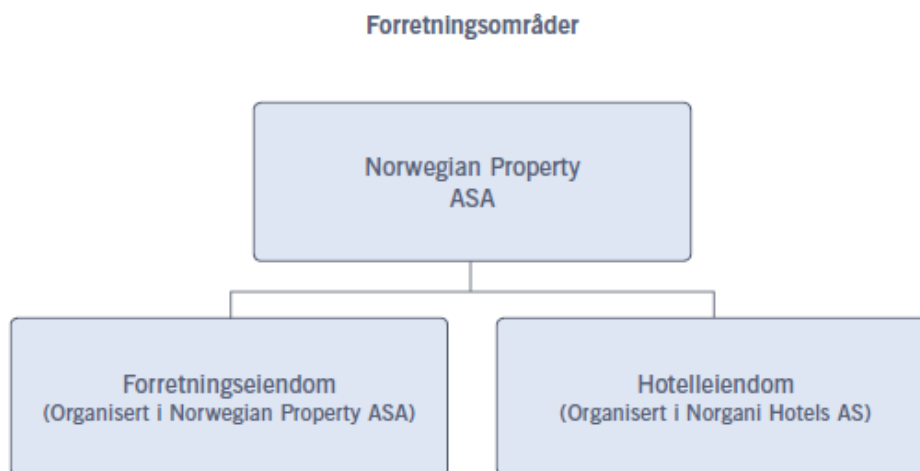 Forretningsområder
Norwegian Property
ASA
Forretningseiendom
(Organisert i Norwegian Property ASA)
Hotelleiendom
(Organisert i Norgani Hotels AS)